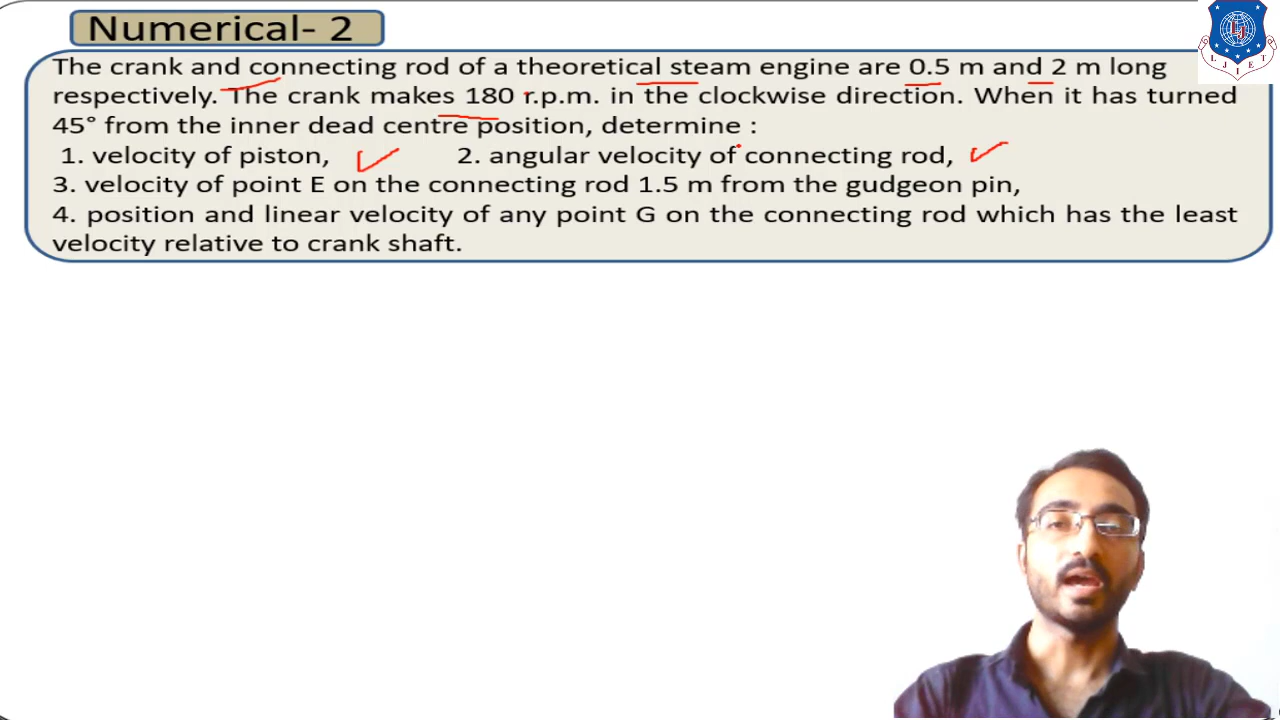 Numerical- 2
The crank and connecting rod of a theoretical steam engine are 0.5 m and 2 m long
respectively. The crank makes 180 r.p.m. in the clockwise direction. When it has turned
45° from the inner dead centre position, determine :
1. velocity of piston, 2. angular velocity of connecting rod,
3. velocity of point E on the connecting rod 1.5 m from the gudgeon pin,
4. position and linear velocity of any point G on the connecting rod which has the least
velocity relative to crank shaft.
L J I E T